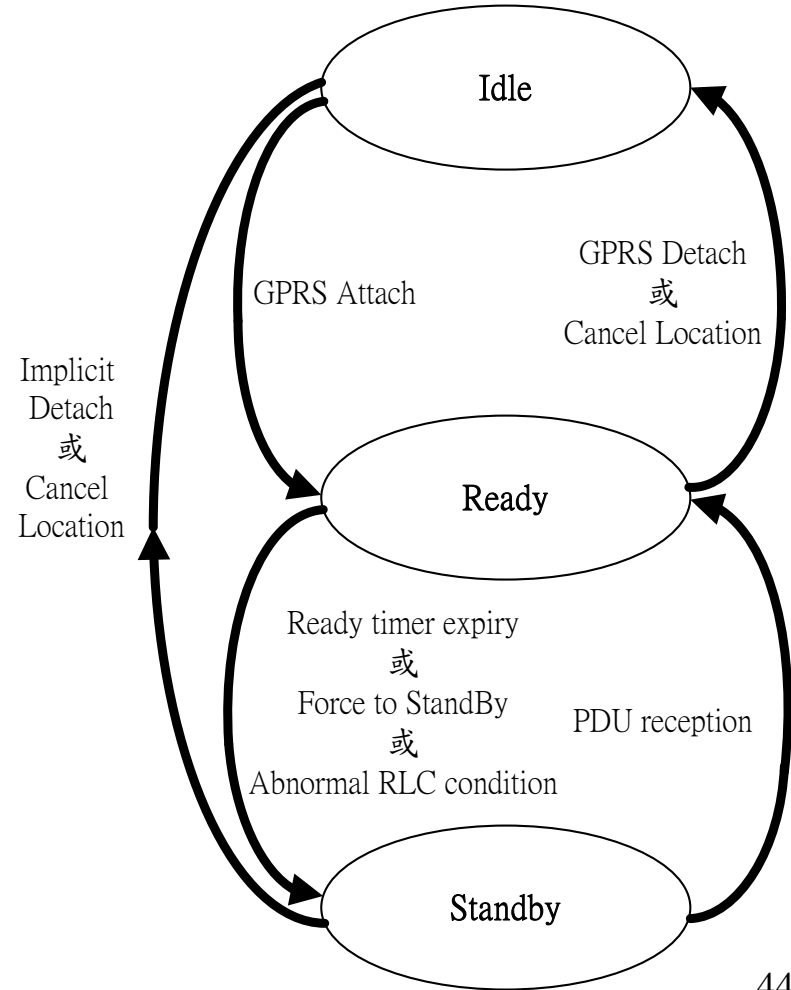 Idle
GPRS Attach
GPRS Detach
或
Cancel Location
Implicit
Detach
或
Cancel
Location
Ready
Ready timer expiry
或
Force to StandBy
或
Abnormal RLC condition
PDU reception
Standby
44